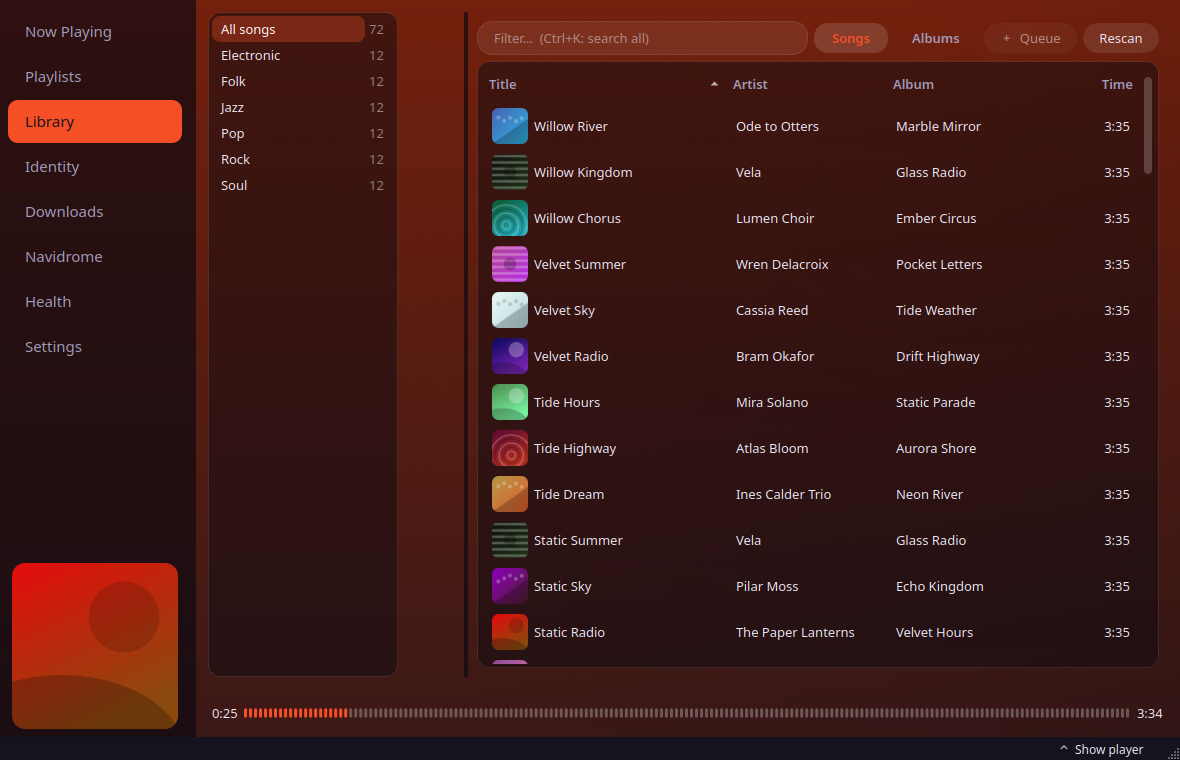 Now Playing
Playlists
Library
Identity
Downloads
Navidrome
Health
Settings
All songs 72
Electronic 12
Folk 12
Jazz 12
Pop 12
Rock 12
Soul 12
Filter... (Ctrl+K: search all) Songs Albums + Queue Rescan
Title Artist Album Time
Willow River Ode to Otters Marble Mirror 3:35
Willow Kingdom Vela Glass Radio 3:35
Willow Chorus Lumen Choir Ember Circus 3:35
Velvet Summer Wren Delacroix Pocket Letters 3:35
Velvet Sky Cassia Reed Tide Weather 3:35
Velvet Radio Bram Okafor Drift Highway 3:35
Tide Hours Mira Solano Static Parade 3:35
Tide Highway Atlas Bloom Aurora Shore 3:35
Tide Dream Ines Calder Trio Neon River 3:35
Static Summer Vela Glass Radio 3:35
Static Sky Pilar Moss Echo Kingdom 3:35
Static Radio The Paper Lanterns Velvet Hours 3:35
0:25 3:34
Show player